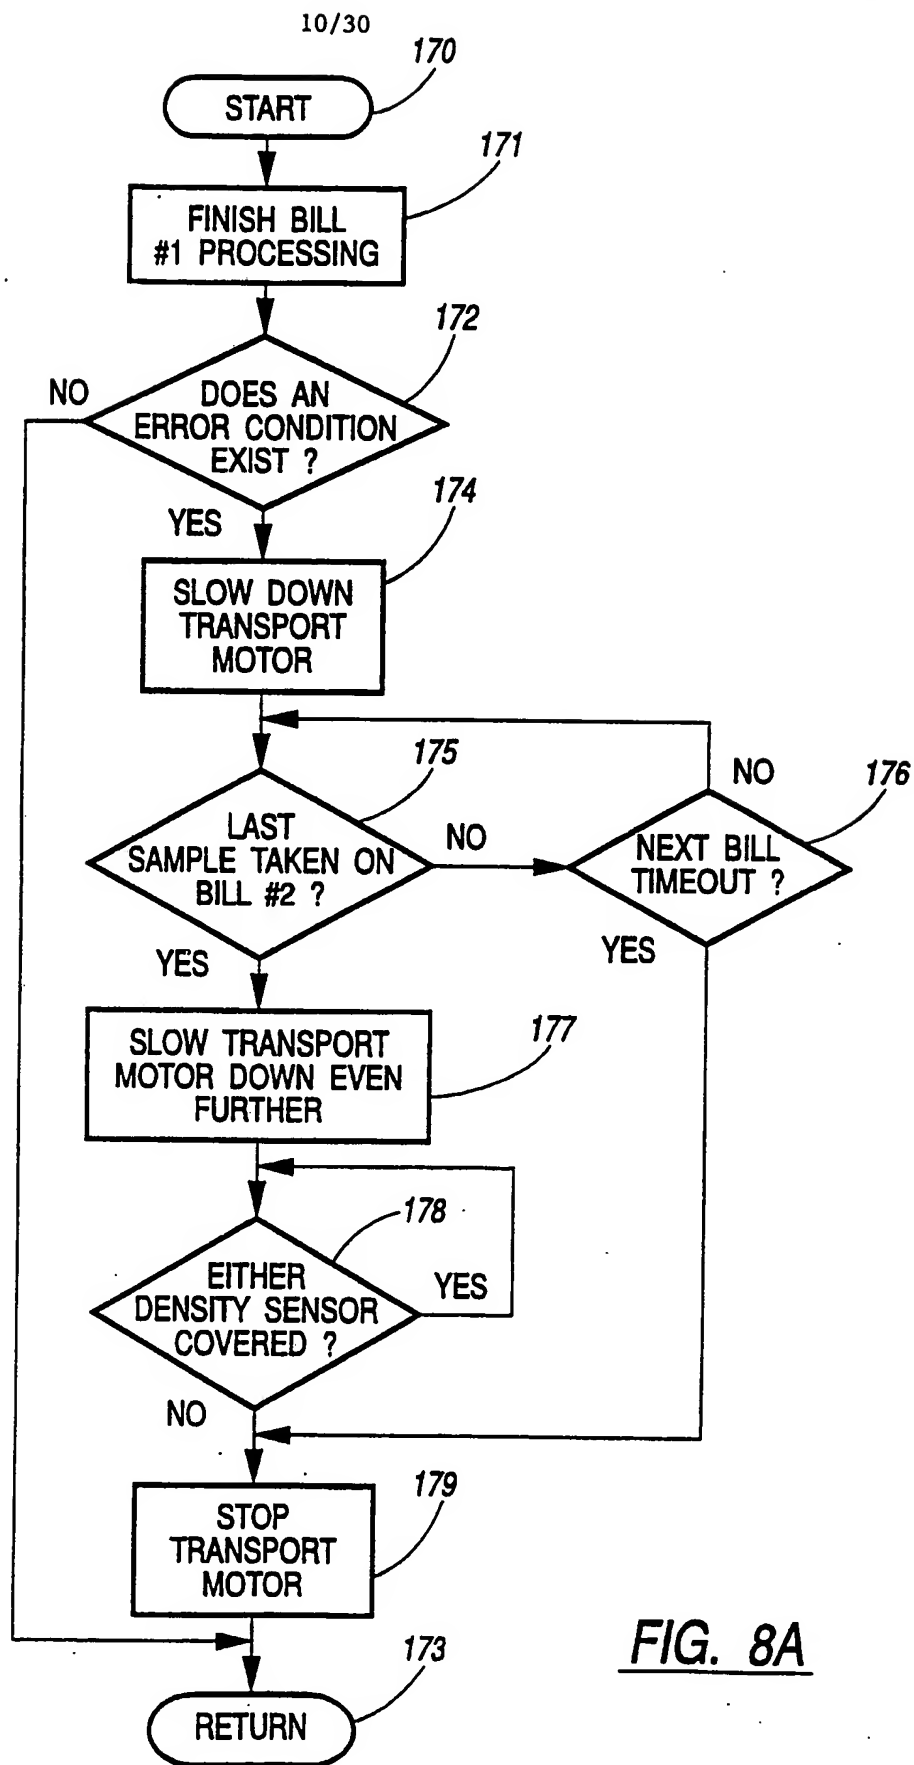 10/30
170
START
171
FINISH BILL
#1 PROCESSING
172
NO
DOES AN
ERROR CONDITION
EXIST ?
174
YES
SLOW DOWN
TRANSPORT
MOTOR
175
NO
176
LAST
SAMPLE TAKEN ON
BILL #2 ?
NO
NEXT BILL
TIMEOUT ?
YES
YES
SLOW TRANSPORT
MOTOR DOWN EVEN
FURTHER
177
178
EITHER
DENSITY SENSOR
COVERED ?
YES
NO
179
STOP
TRANSPORT
MOTOR
173
RETURN
FIG. 8A